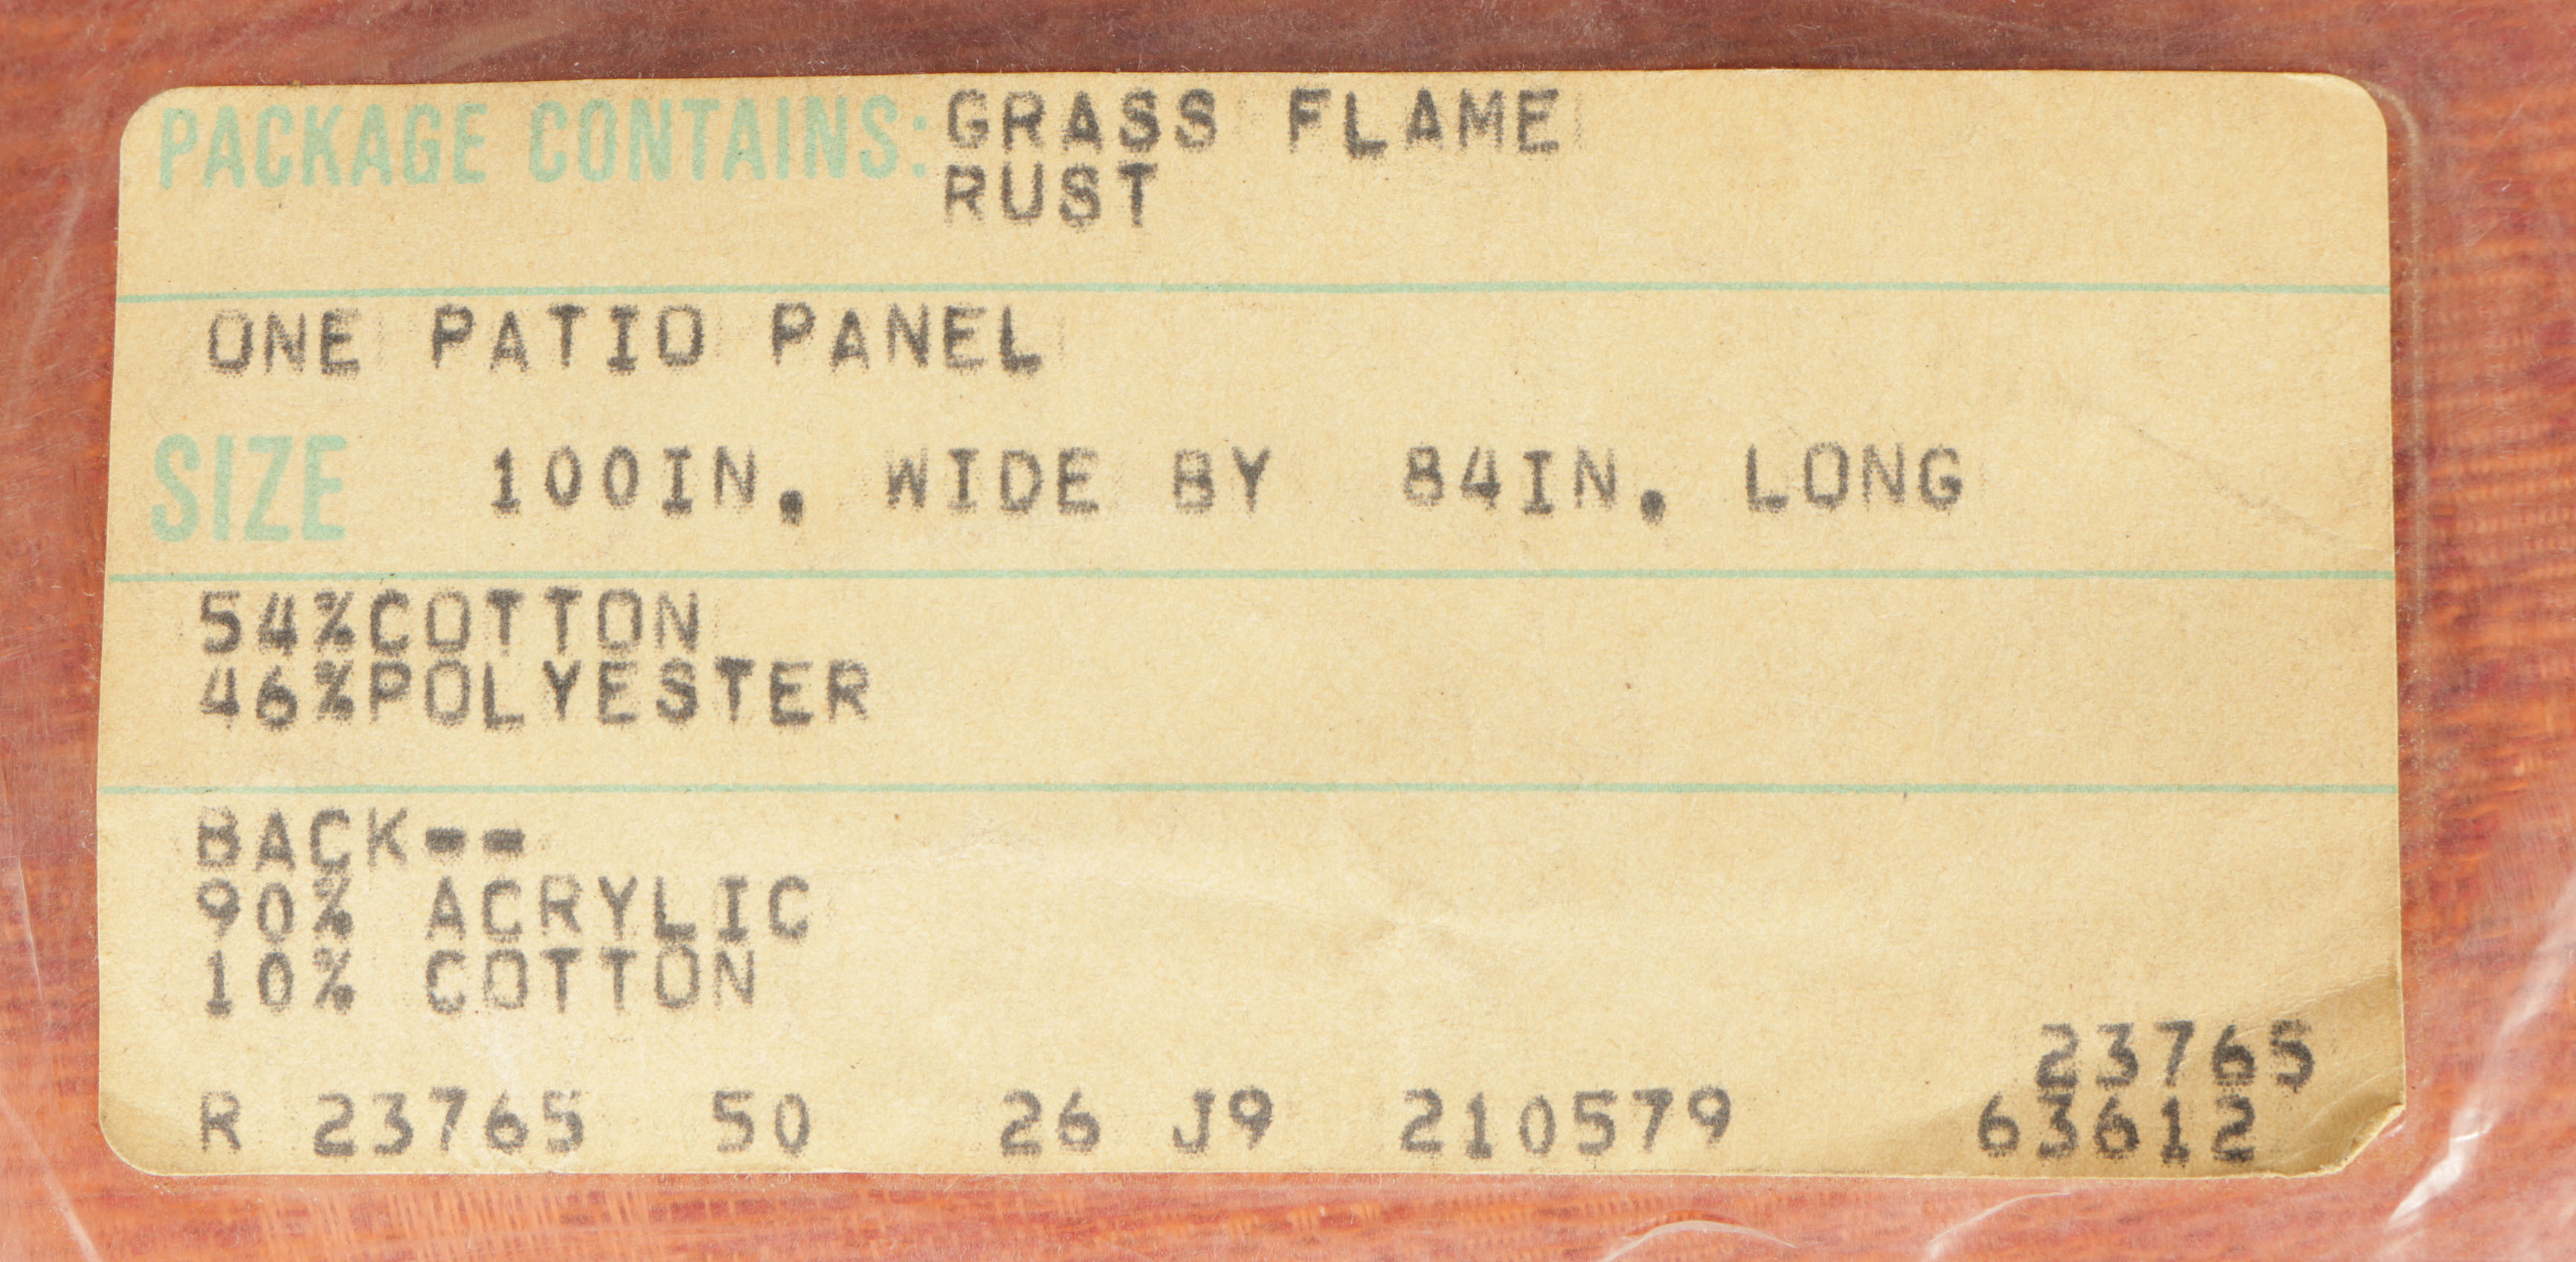 PACKAGE CONTAINS: GRASS FLAME
RUST
ONE PATIO PANEL
SIZE 100IN. WIDE BY 84IN. LONG
54%COTTON
46%POLYESTER
BACK--
90% ACRYLIC
10% COTTON
23765
R 23765 50 26 J9 210579 63612